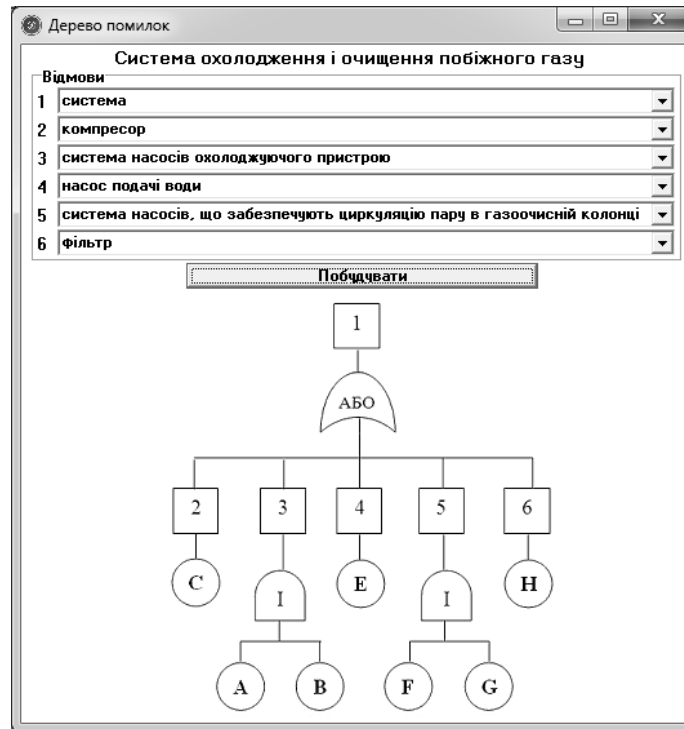 Дерево помилок
Система охолодження і очищення побіжного газу
Відмови
1 система
2 компресор
3 система насосів охолоджуючого пристрою
4 насос подачі води
5 система насосів, що забезпечують циркуляцію пару в газоочисній колонці
6 фільтр
Побудувати
1
АБО
2 3 4 5 6
C I E I H
A B F G